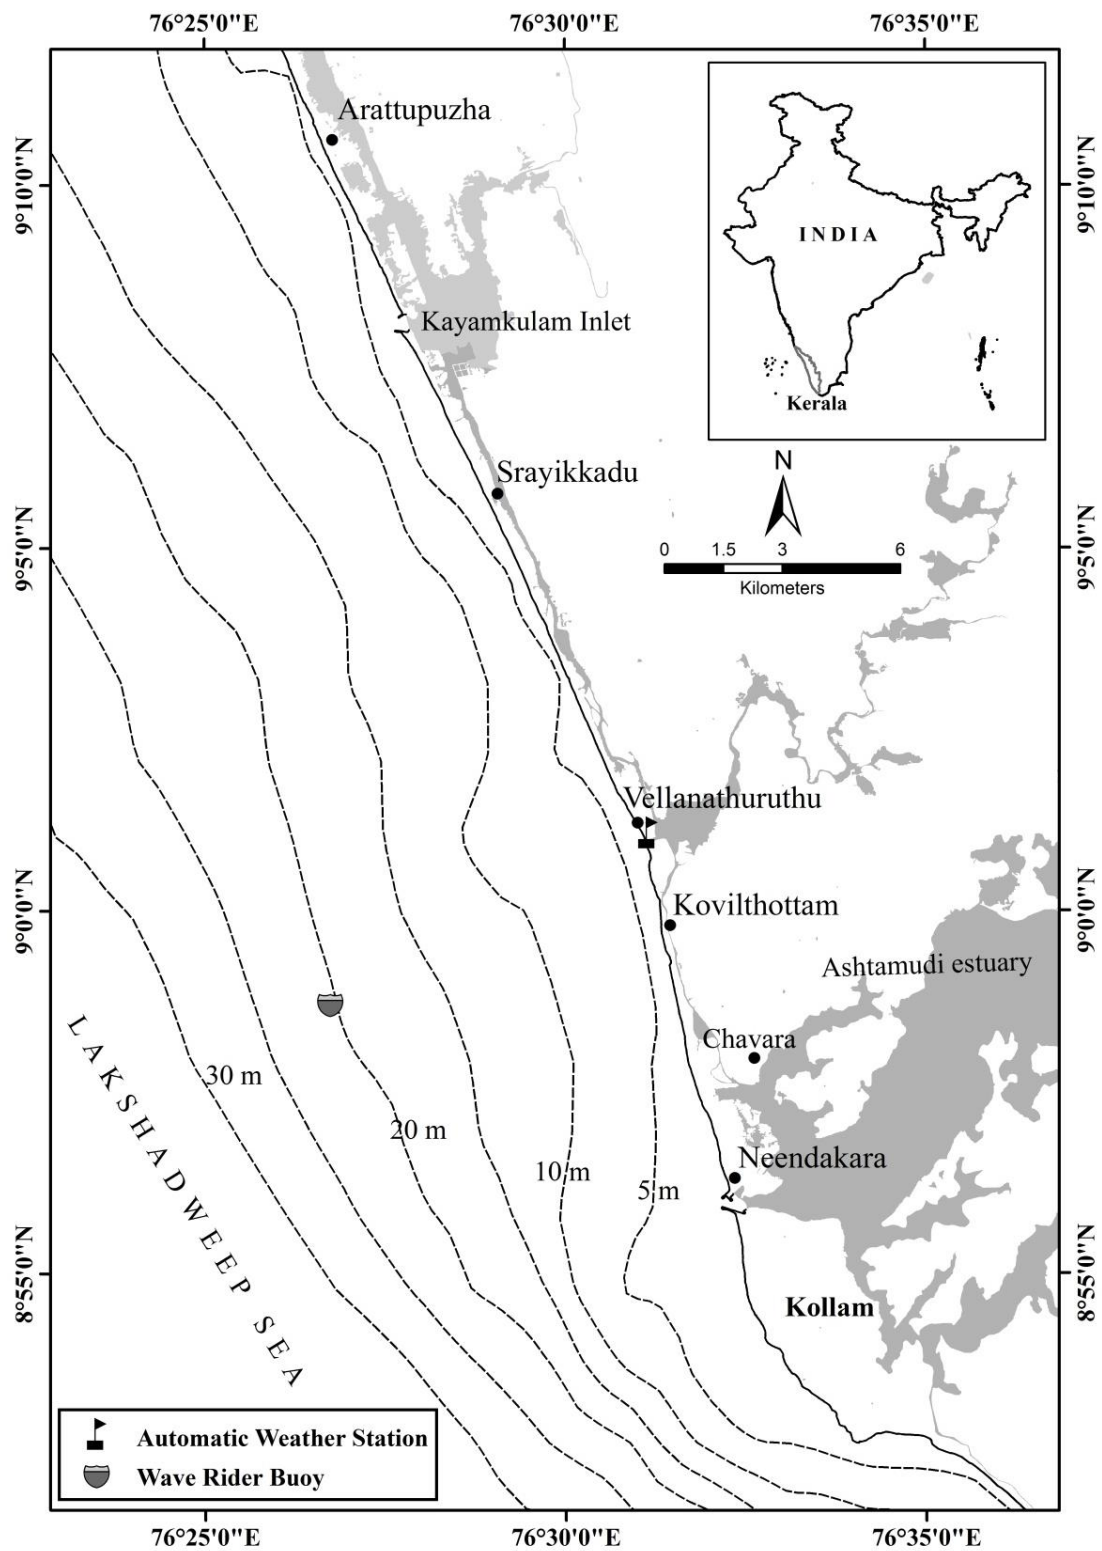 76°25'0"E
76°30'0"E
76°35'0"E
9°10'0"N
9°10'0"N
Arattupuzha
INDIA
Kayamkulam Inlet
Kerala
N
Srayikkadu
9°5'0"N
9°5'0"N
0 1.5 3 6
Kilometers
Vellanathuruthu
9°0'0"N
9°0'0"N
Kovilthottam
Ashtamudi estuary
Chavara
30 m
20 m
10 m
5 m
Neendakara
LAKSHADWEEP SEA
8°55'0"N
8°55'0"N
Kollam
Automatic Weather Station
Wave Rider Buoy
76°25'0"E
76°30'0"E
76°35'0"E